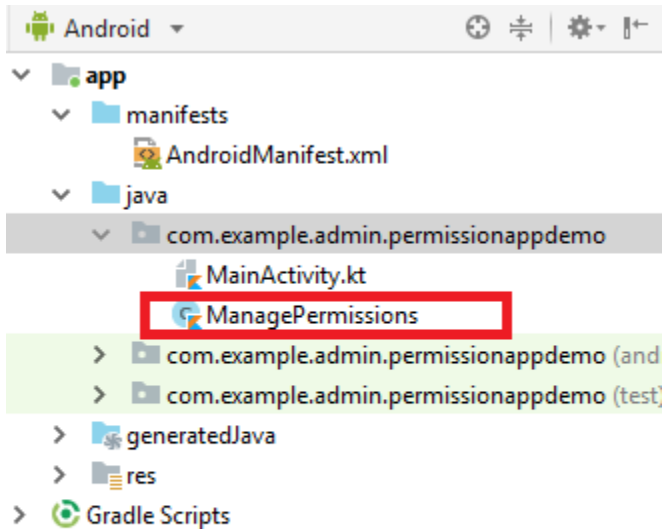 Android
app
manifests
AndroidManifest.xml
java
com.example.admin.permissionappdemo
MainActivity.kt
ManagePermissions
com.example.admin.permissionappdemo (and
com.example.admin.permissionappdemo (test)
generatedJava
res
Gradle Scripts